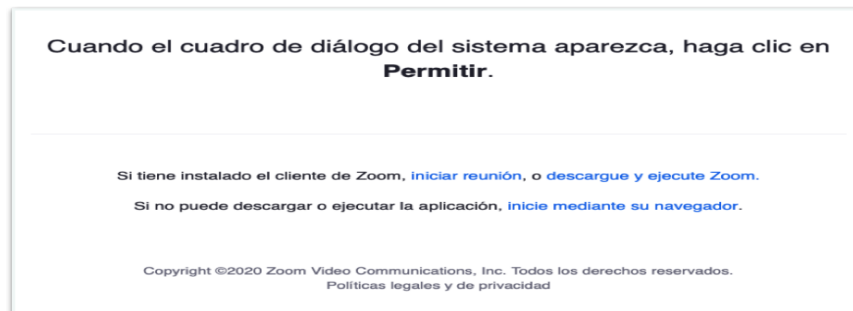 Cuando el cuadro de diálogo del sistema aparezca, haga clic en
Permitir.
Si tiene instalado el cliente de Zoom, iniciar reunión, o descargue y ejecute Zoom.
Si no puede descargar o ejecutar la aplicación, inicie mediante su navegador.
Copyright ©2020 Zoom Video Communications, Inc. Todos los derechos reservados.
Políticas legales y de privacidad